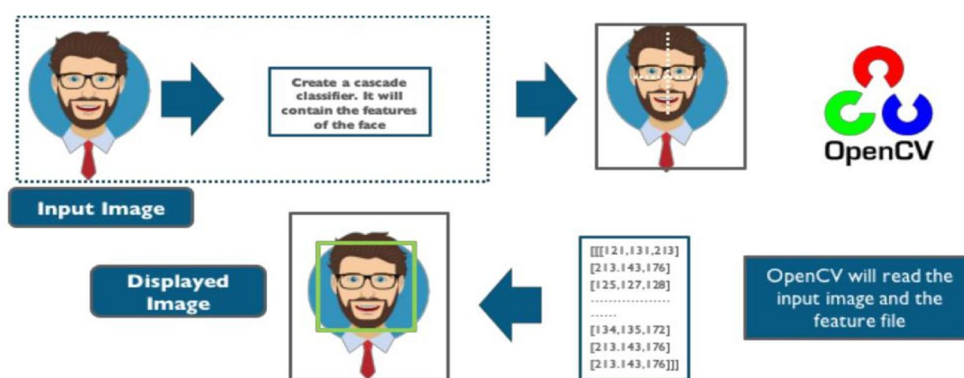 Create a cascade
classifier. It will
contain the features
of the face
OpenCV
Input Image
Displayed
Image
[[[121,131,213]
[213.143,176]
[125,127,128]
..................
......
[134,135,172]
[213.143,176]
[213.143,176]]]
OpenCV will read the
input image and the
feature file